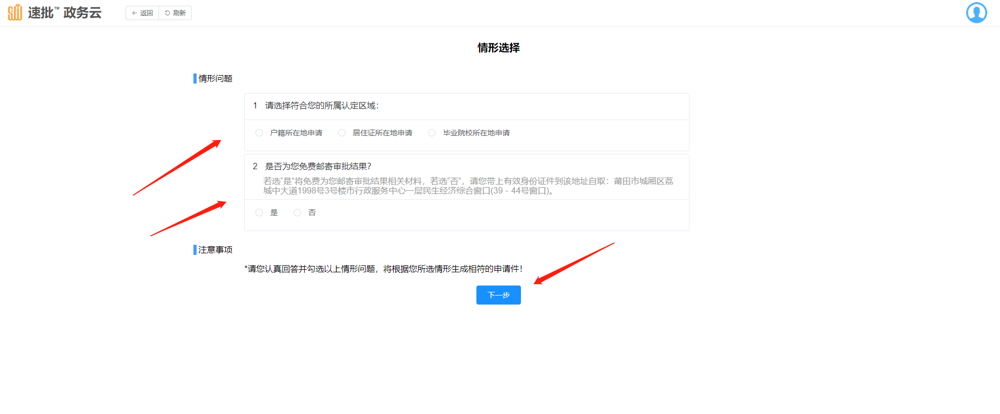 速批™ 政务云
返回 刷新
情形选择
情形问题
1 请选择符合您的所属认定区域：
户籍所在地申请 居住证所在地申请 毕业院校所在地申请
2 是否为您免费邮寄审批结果？
若选“是”将免费为您邮寄审批结果相关材料，若选“否”，请您带上有效身份证件到该地址自取：莆田市城厢区荔
城中大道1998号3号楼市行政服务中心一层民生经济综合窗口(39－44号窗口)。
是 否
注意事项
*请您认真回答并勾选以上情形问题，将根据您所选情形生成相符的申请件！
下一步